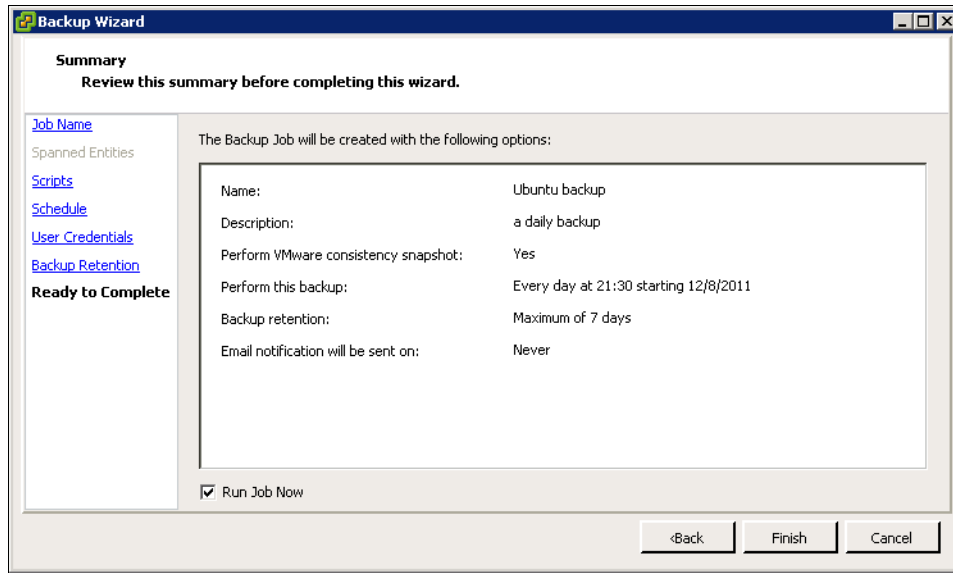 Backup Wizard
Summary
Review this summary before completing this wizard.
Job Name
Spanned Entities
Scripts
Schedule
User Credentials
Backup Retention
Ready to Complete
The Backup Job will be created with the following options:
Name: Ubuntu backup
Description: a daily backup
Perform VMware consistency snapshot: Yes
Perform this backup: Every day at 21:30 starting 12/8/2011
Backup retention: Maximum of 7 days
Email notification will be sent on: Never
Run Job Now
<Back Finish Cancel